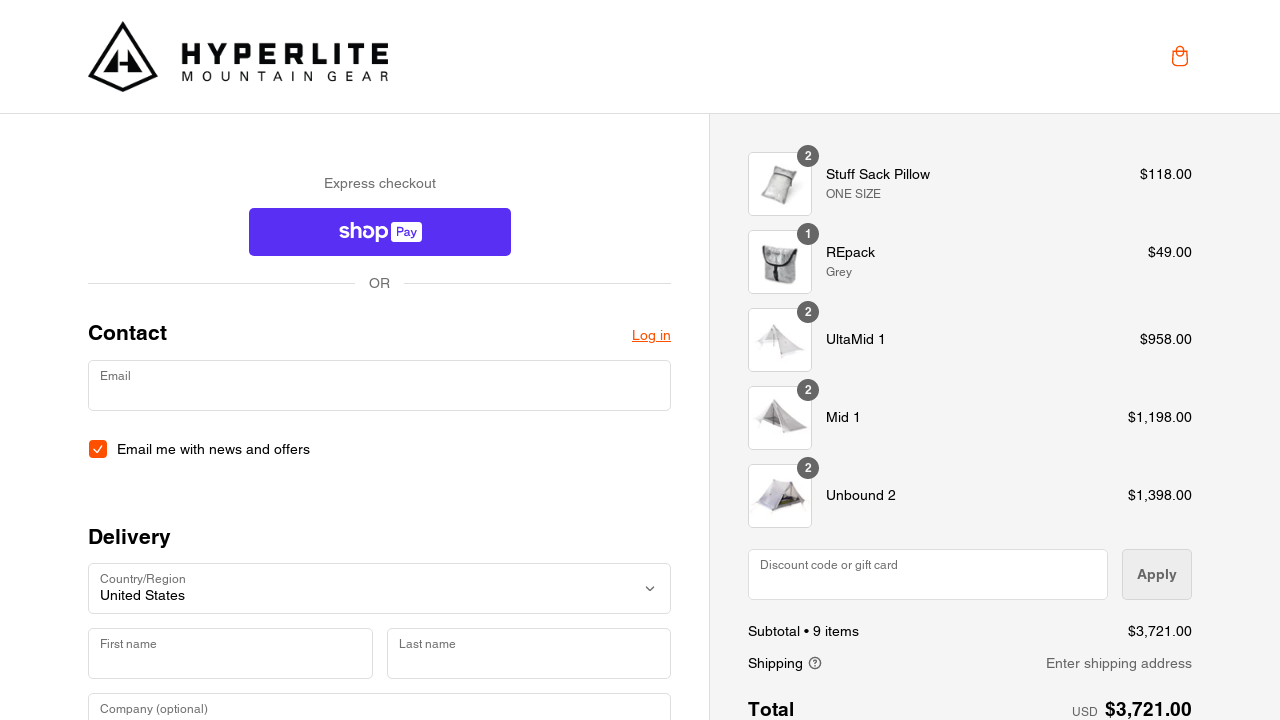 HYPERLITE
MOUNTAIN GEAR
Express checkout
shop Pay
OR
Contact
Log in
Email
Email me with news and offers
Delivery
Country/Region
United States
First name
Last name
Company (optional)
2
Stuff Sack Pillow
$118.00
ONE SIZE
1
REpack
$49.00
Grey
2
UltaMid 1
$958.00
2
Mid 1
$1,198.00
2
Unbound 2
$1,398.00
Discount code or gift card
Apply
Subtotal • 9 items
$3,721.00
Shipping
Enter shipping address
Total
USD $3,721.00